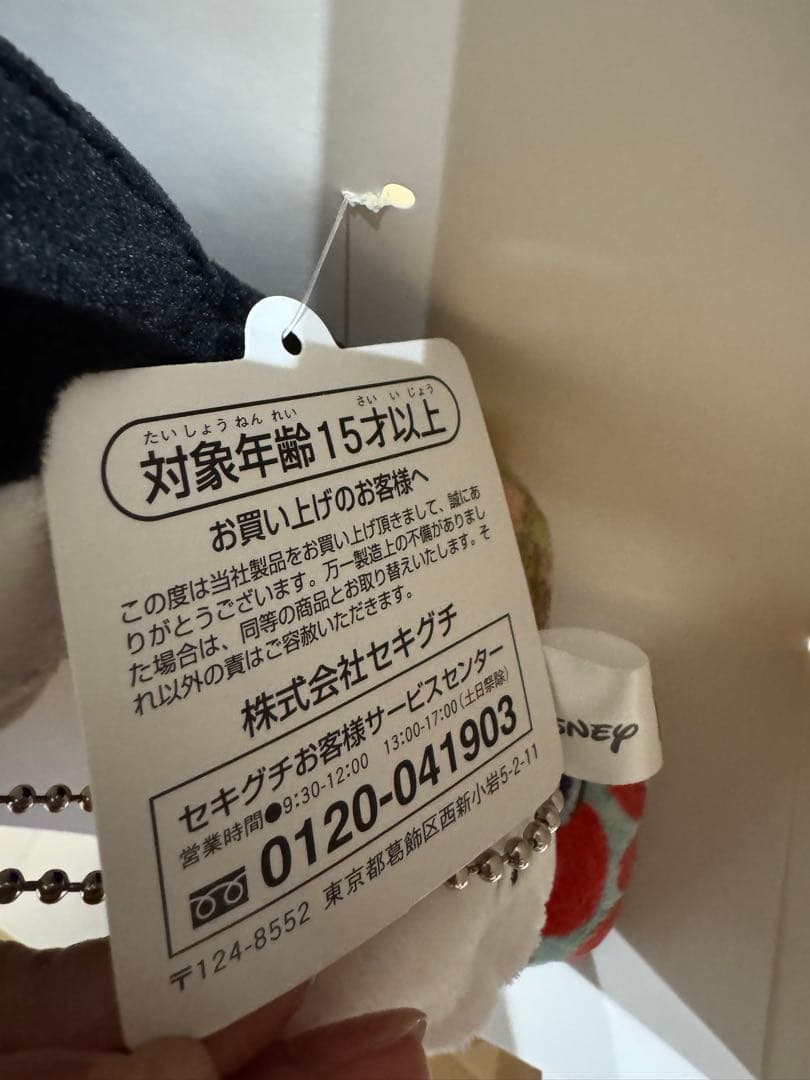 たいしょうねんれい さいいじょう
対象年齢15才以上
お買い上げのお客様へ
この度は当社製品をお買い上げ頂きまして、誠にあ
りがとうございます。万一製造上の不備がありまし
た場合は、同等の商品とお取り替えいたします。そ
れ以外の責はご容赦いただきます。
株式会社セキグチ
セキグチお客様サービスセンター
営業時間●9:30-12:00 13:00-17:00(土日祭除)
0120-041903
〒124-8552 東京都葛飾区西新小岩5-2-11
SNEY